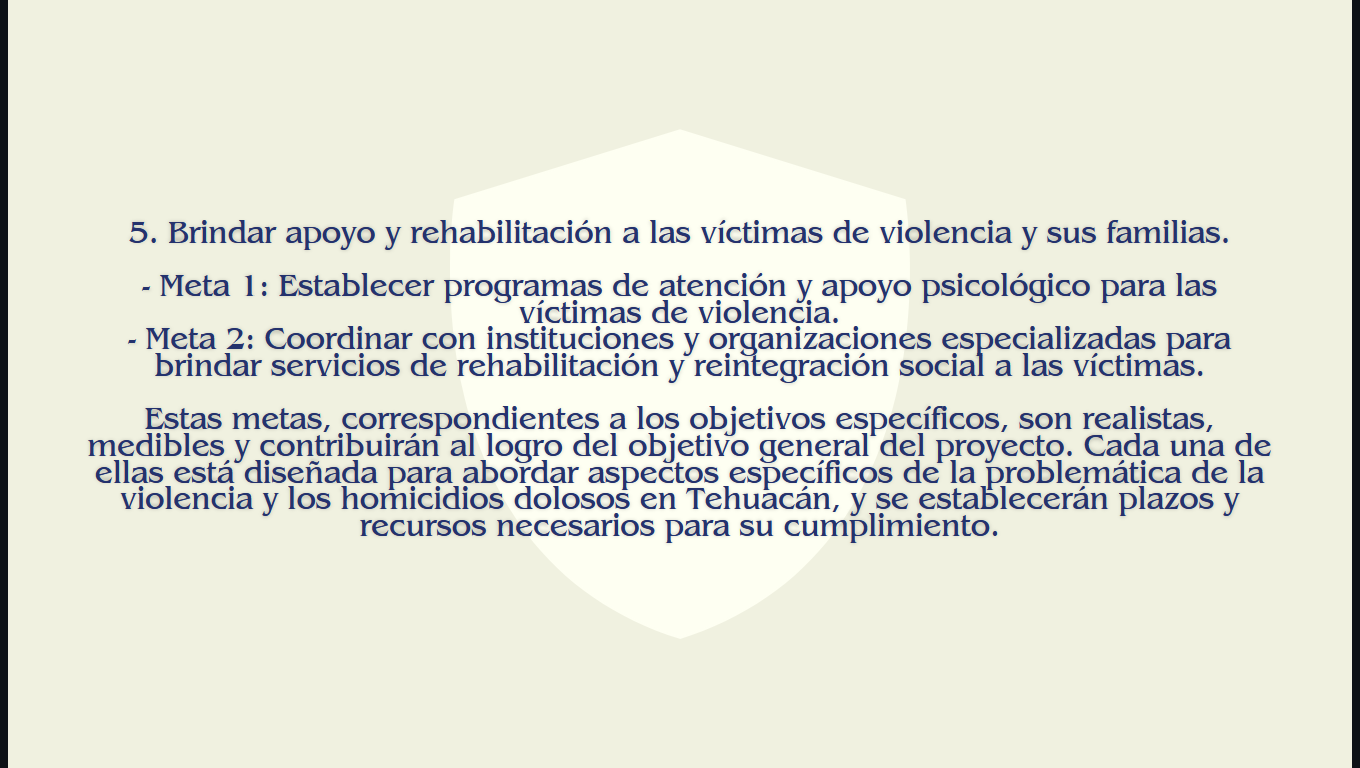 5. Brindar apoyo y rehabilitación a las víctimas de violencia y sus familias.
- Meta 1: Establecer programas de atención y apoyo psicológico para las
víctimas de violencia.
- Meta 2: Coordinar con instituciones y organizaciones especializadas para
brindar servicios de rehabilitación y reintegración social a las víctimas.
Estas metas, correspondientes a los objetivos específicos, son realistas,
medibles y contribuirán al logro del objetivo general del proyecto. Cada una de
ellas está diseñada para abordar aspectos específicos de la problemática de la
violencia y los homicidios dolosos en Tehuacán, y se establecerán plazos y
recursos necesarios para su cumplimiento.